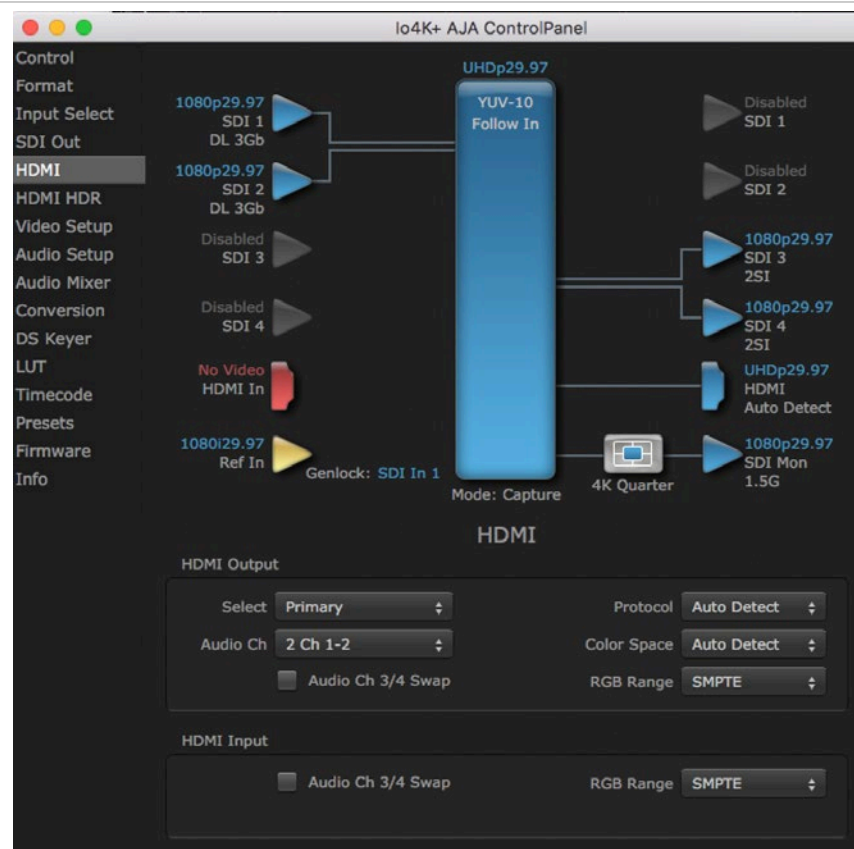 Io4K+ AJA ControlPanel
Control
Format
Input Select
SDI Out
HDMI
HDMI HDR
Video Setup
Audio Setup
Audio Mixer
Conversion
DS Keyer
LUT
Timecode
Presets
Firmware
Info
UHDp29.97
YUV-10
Follow In
1080p29.97
SDI 1
DL 3Gb
1080p29.97
SDI 2
DL 3Gb
Disabled
SDI 3
Disabled
SDI 4
No Video
HDMI In
1080i29.97
Ref In
Genlock: SDI In 1
Mode: Capture
Disabled
SDI 1
Disabled
SDI 2
1080p29.97
SDI 3
2SI
1080p29.97
SDI 4
2SI
UHDp29.97
HDMI
Auto Detect
4K Quarter
1080p29.97
SDI Mon
1.5G
HDMI
HDMI Output
Select Primary
Protocol Auto Detect
Audio Ch 2 Ch 1-2
Color Space Auto Detect
Audio Ch 3/4 Swap
RGB Range SMPTE
HDMI Input
Audio Ch 3/4 Swap
RGB Range SMPTE